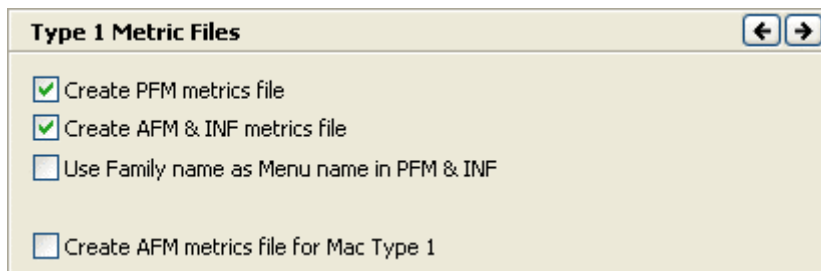 Type 1 Metric Files
Create PFM metrics file
Create AFM & INF metrics file
Use Family name as Menu name in PFM & INF
Create AFM metrics file for Mac Type 1